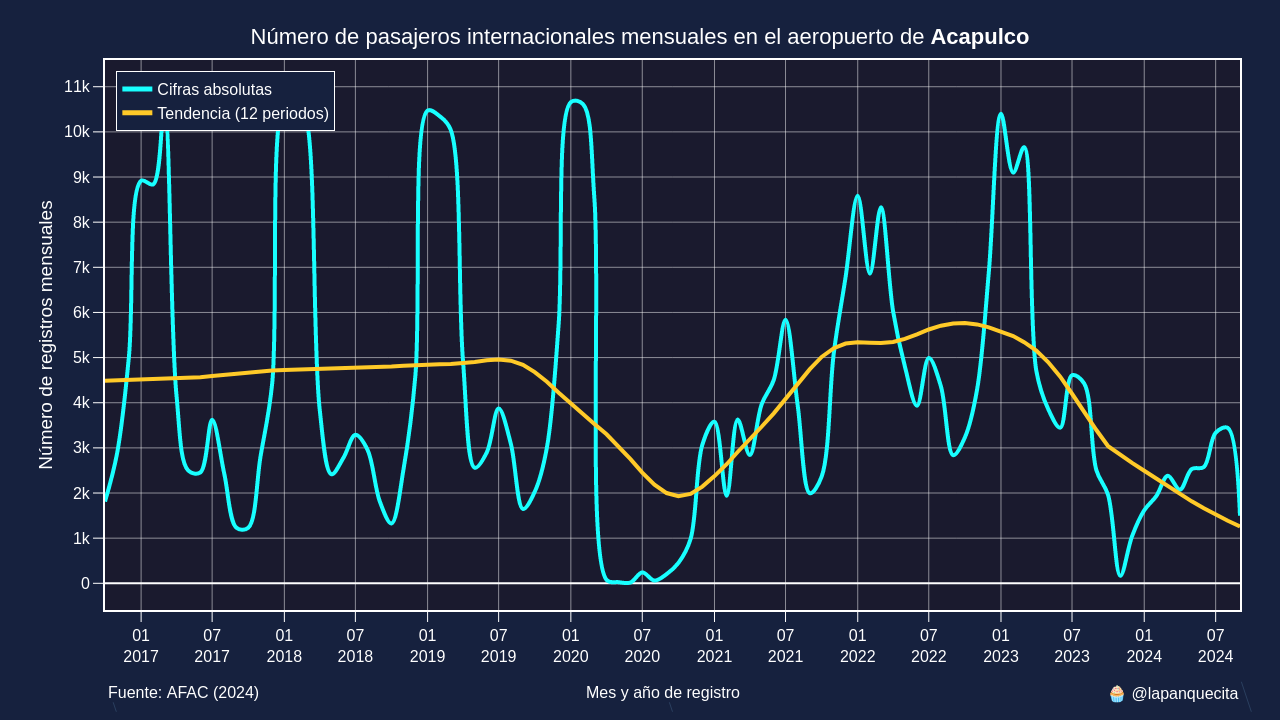 Número de pasajeros internacionales mensuales en el aeropuerto de Acapulco
Cifras absolutas
Tendencia (12 periodos)
Número de registros mensuales
11k
10k
9k
8k
7k
6k
5k
4k
3k
2k
1k
0
01 07 01 07 01 07 01 07 01 07 01 07 01 07 01 07
2017 2017 2018 2018 2019 2019 2020 2020 2021 2021 2022 2022 2023 2023 2024 2024
Fuente: AFAC (2024)
Mes y año de registro
🧁 @lapanquecita